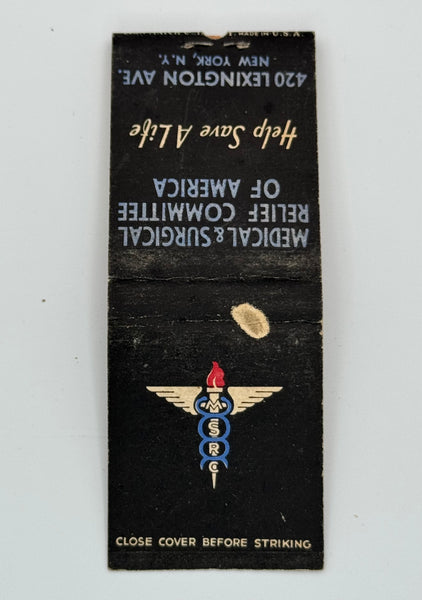 MADE IN U.S.A.
MEDICAL & SURGICAL
RELIEF COMMITTEE
OF AMERICA
Help Save A Life
420 LEXINGTON AVE.
NEW YORK, N.Y.
M
S
R
C
CLOSE COVER BEFORE STRIKING